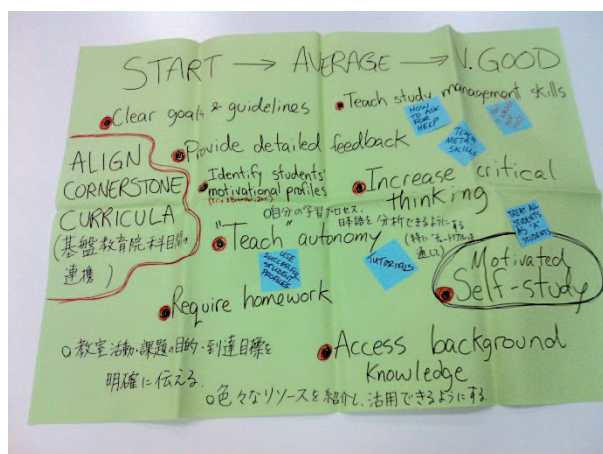 START → AVERAGE → V. GOOD
Clear goals & guidelines
Teach study management skills
HOW
TO ASK
FOR
HELP
Provide detailed feedback
TEACH
META
SKILLS
ALIGN
CORNERSTONE
CURRICULA
(基盤教育院科目間の
連携)
Identify students'
motivational profiles
Increase critical
thinking
○自分の学習プロセス、
日本語を分析できるようにする
"Teach" autonomy
USE
SUCCESSFUL
STUDENT
PROFILES
TUTORIALS
TREAT ALL
STUDENTS
AS "A"
STUDENTS
Motivated
Self-study
Require homework
○教室活動・課題の目的・到達目標を
明確に伝える。
Access background
knowledge
○色々なリソースを紹介し、活用できるようにする。